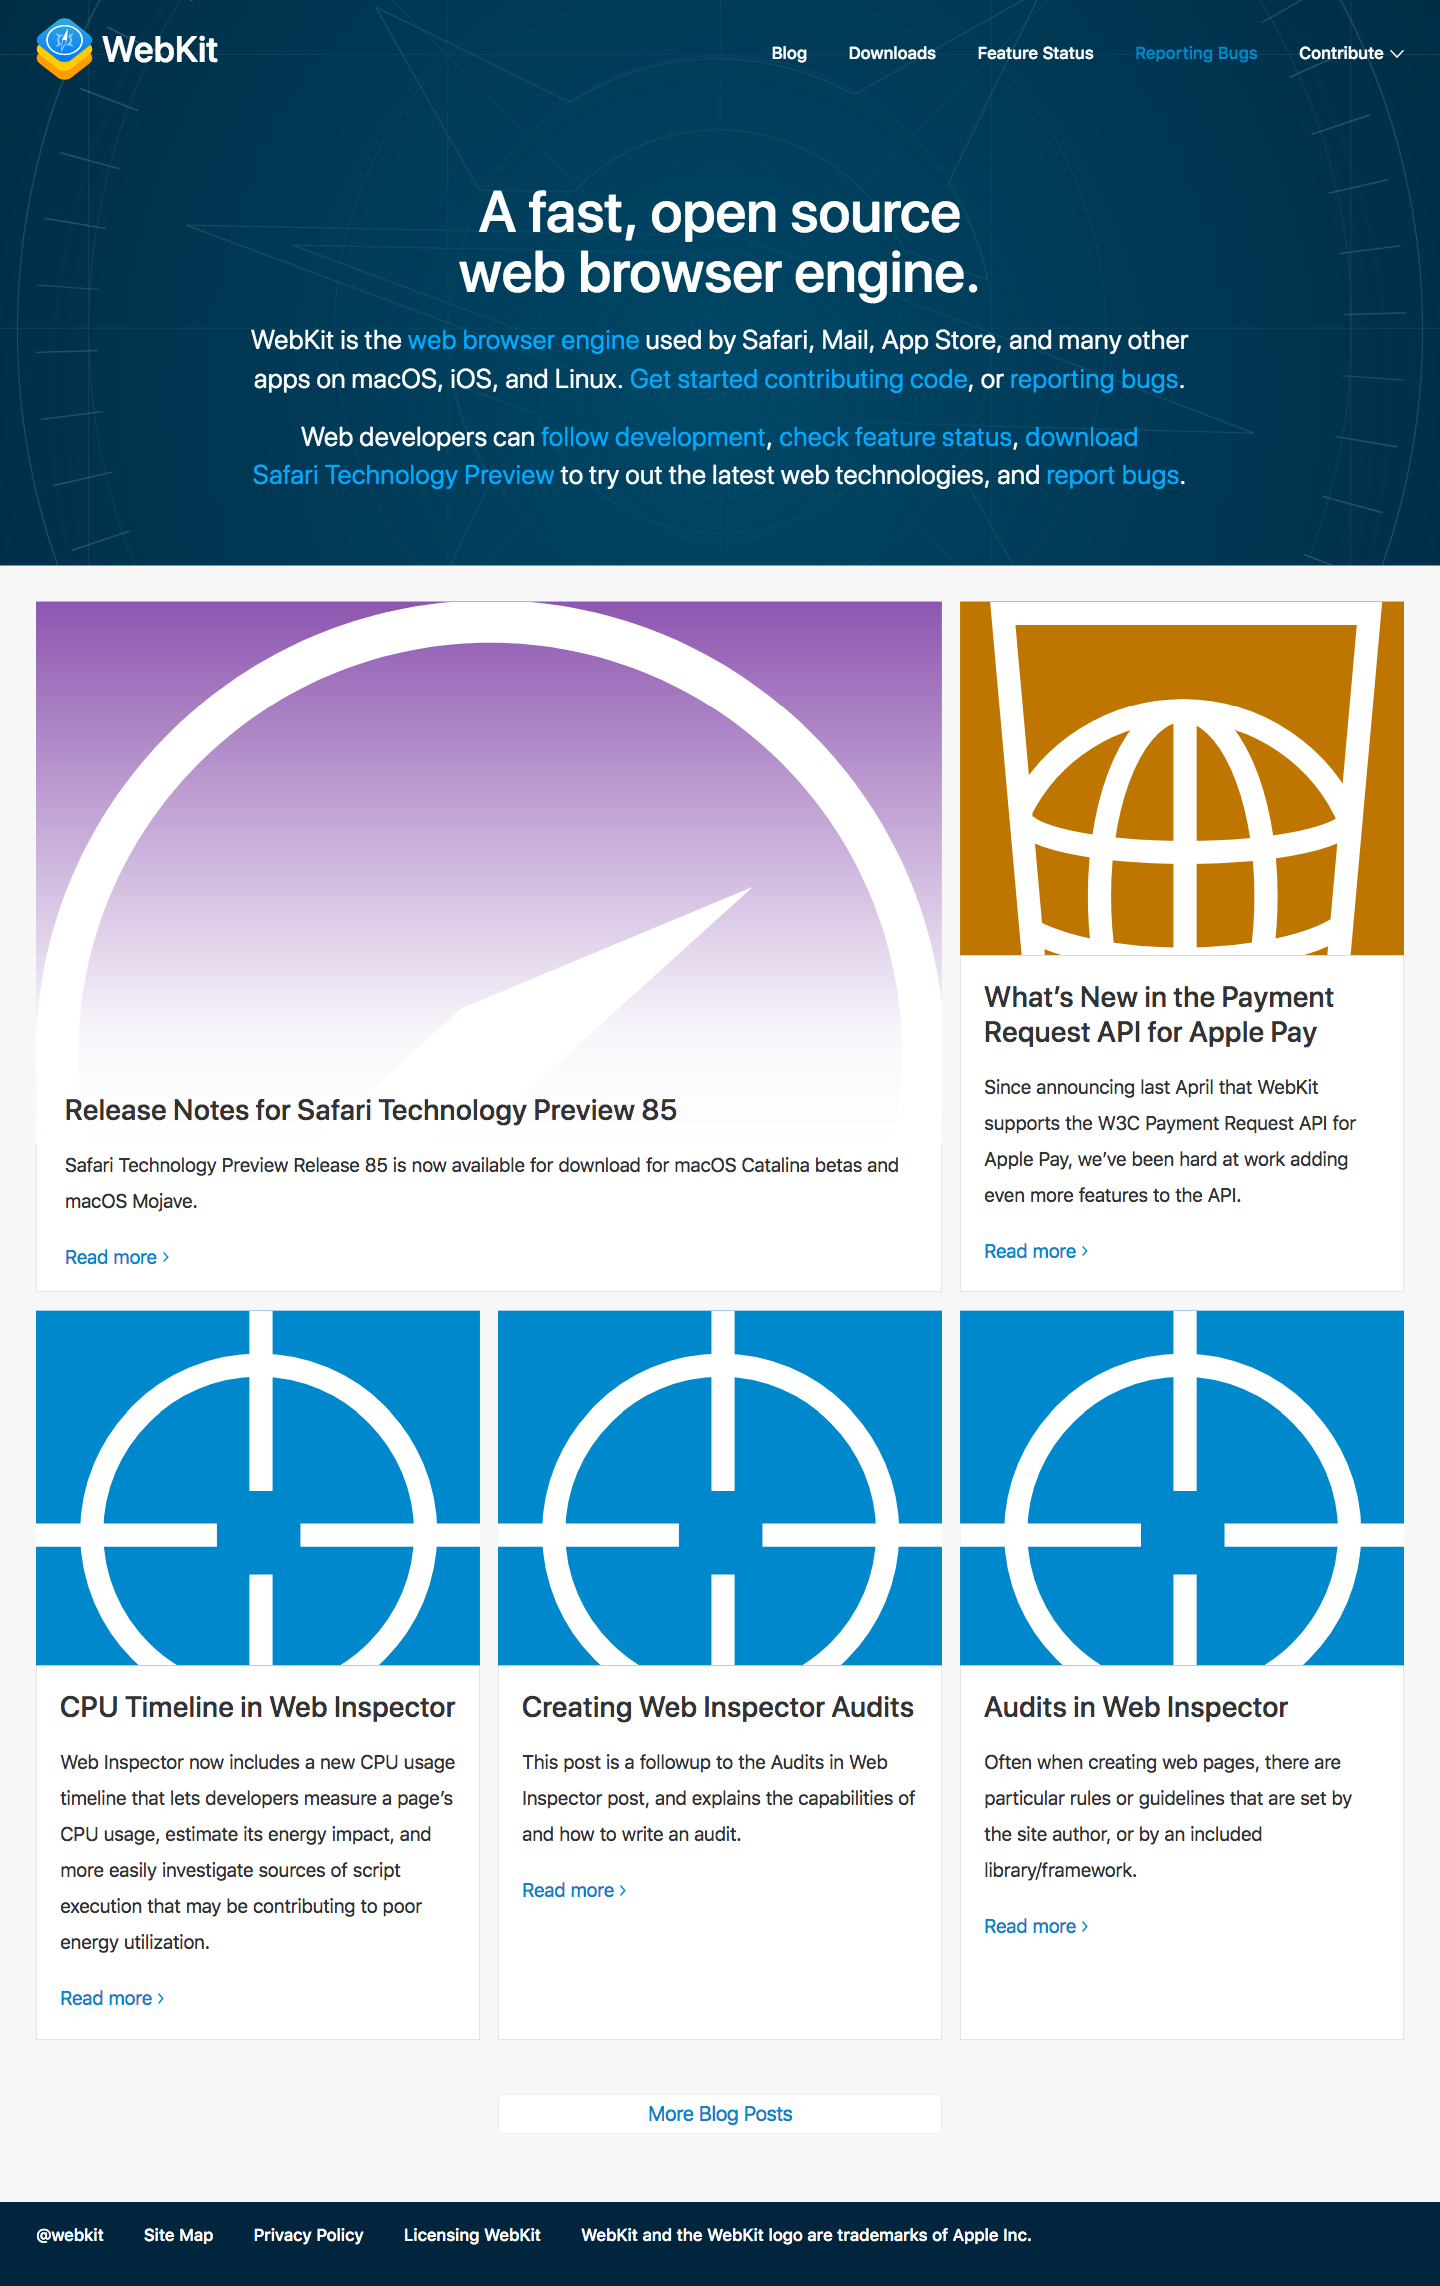 WebKit
Blog
Downloads
Feature Status
Reporting Bugs
Contribute
A fast, open source
web browser engine.
WebKit is the web browser engine used by Safari, Mail, App Store, and many other
apps on macOS, iOS, and Linux. Get started contributing code, or reporting bugs.
Web developers can follow development, check feature status, download
Safari Technology Preview to try out the latest web technologies, and report bugs.
Release Notes for Safari Technology Preview 85
Safari Technology Preview Release 85 is now available for download for macOS Catalina betas and
macOS Mojave.
Read more
What’s New in the Payment
Request API for Apple Pay
Since announcing last April that WebKit
supports the W3C Payment Request API for
Apple Pay, we’ve been hard at work adding
even more features to the API.
Read more
CPU Timeline in Web Inspector
Web Inspector now includes a new CPU usage
timeline that lets developers measure a page’s
CPU usage, estimate its energy impact, and
more easily investigate sources of script
execution that may be contributing to poor
energy utilization.
Read more
Creating Web Inspector Audits
This post is a followup to the Audits in Web
Inspector post, and explains the capabilities of
and how to write an audit.
Read more
Audits in Web Inspector
Often when creating web pages, there are
particular rules or guidelines that are set by
the site author, or by an included
library/framework.
Read more
More Blog Posts
@webkit
Site Map
Privacy Policy
Licensing WebKit
WebKit and the WebKit logo are trademarks of Apple Inc.